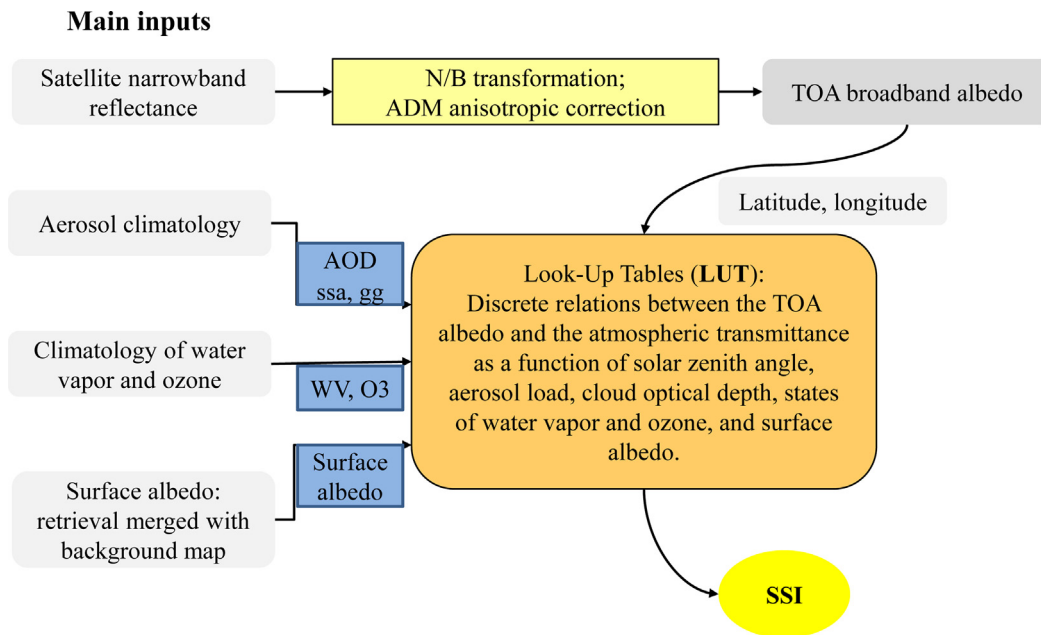 Main inputs
Satellite narrowband
reflectance
N/B transformation;
ADM anisotropic correction
TOA broadband albedo
Latitude, longitude
Aerosol climatology
AOD
ssa, gg
Climatology of water
vapor and ozone
WV, O3
Surface albedo:
retrieval merged with
background map
Surface
albedo
Look-Up Tables (LUT):
Discrete relations between the TOA
albedo and the atmospheric transmittance
as a function of solar zenith angle,
aerosol load, cloud optical depth, states
of water vapor and ozone, and surface
albedo.
SSI